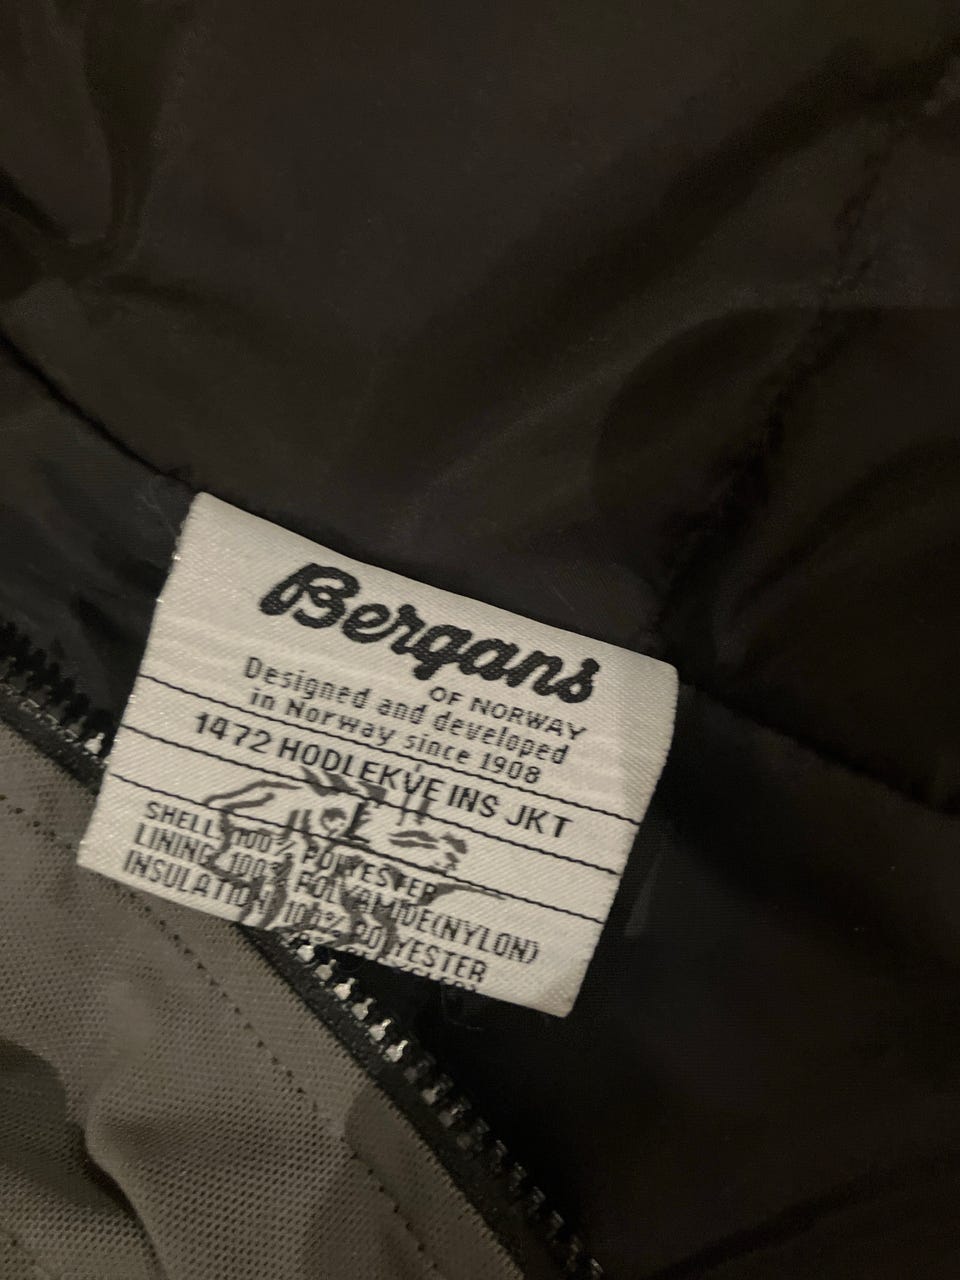 Bergans
OF NORWAY
Designed and developed
in Norway since 1908
1472 HODLEKVE INS JKT
L
SHELL: 100% POLYESTER
LINING: 100% POLYAMIDE(NYLON)
INSULATION: 100% POLYESTER